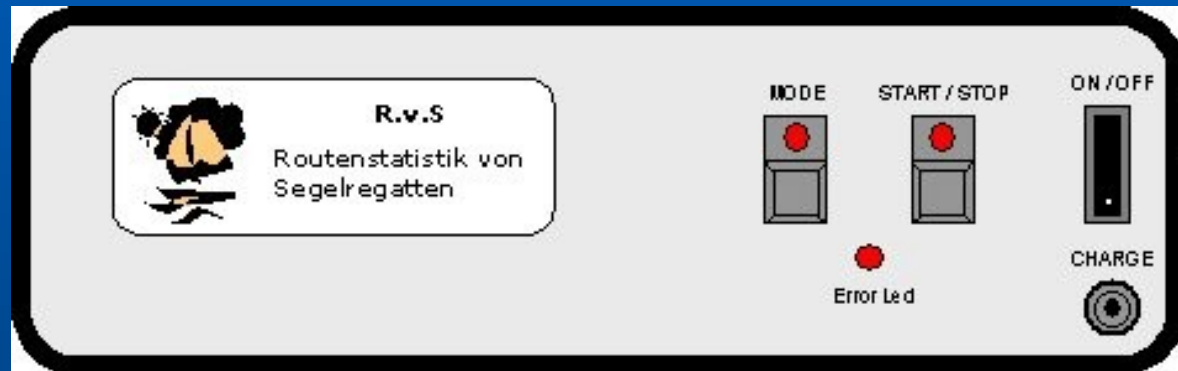 R.v.S
Routenstatistik von
Segelregatten
MODE
START / STOP
ON/OFF
Error Led
CHARGE